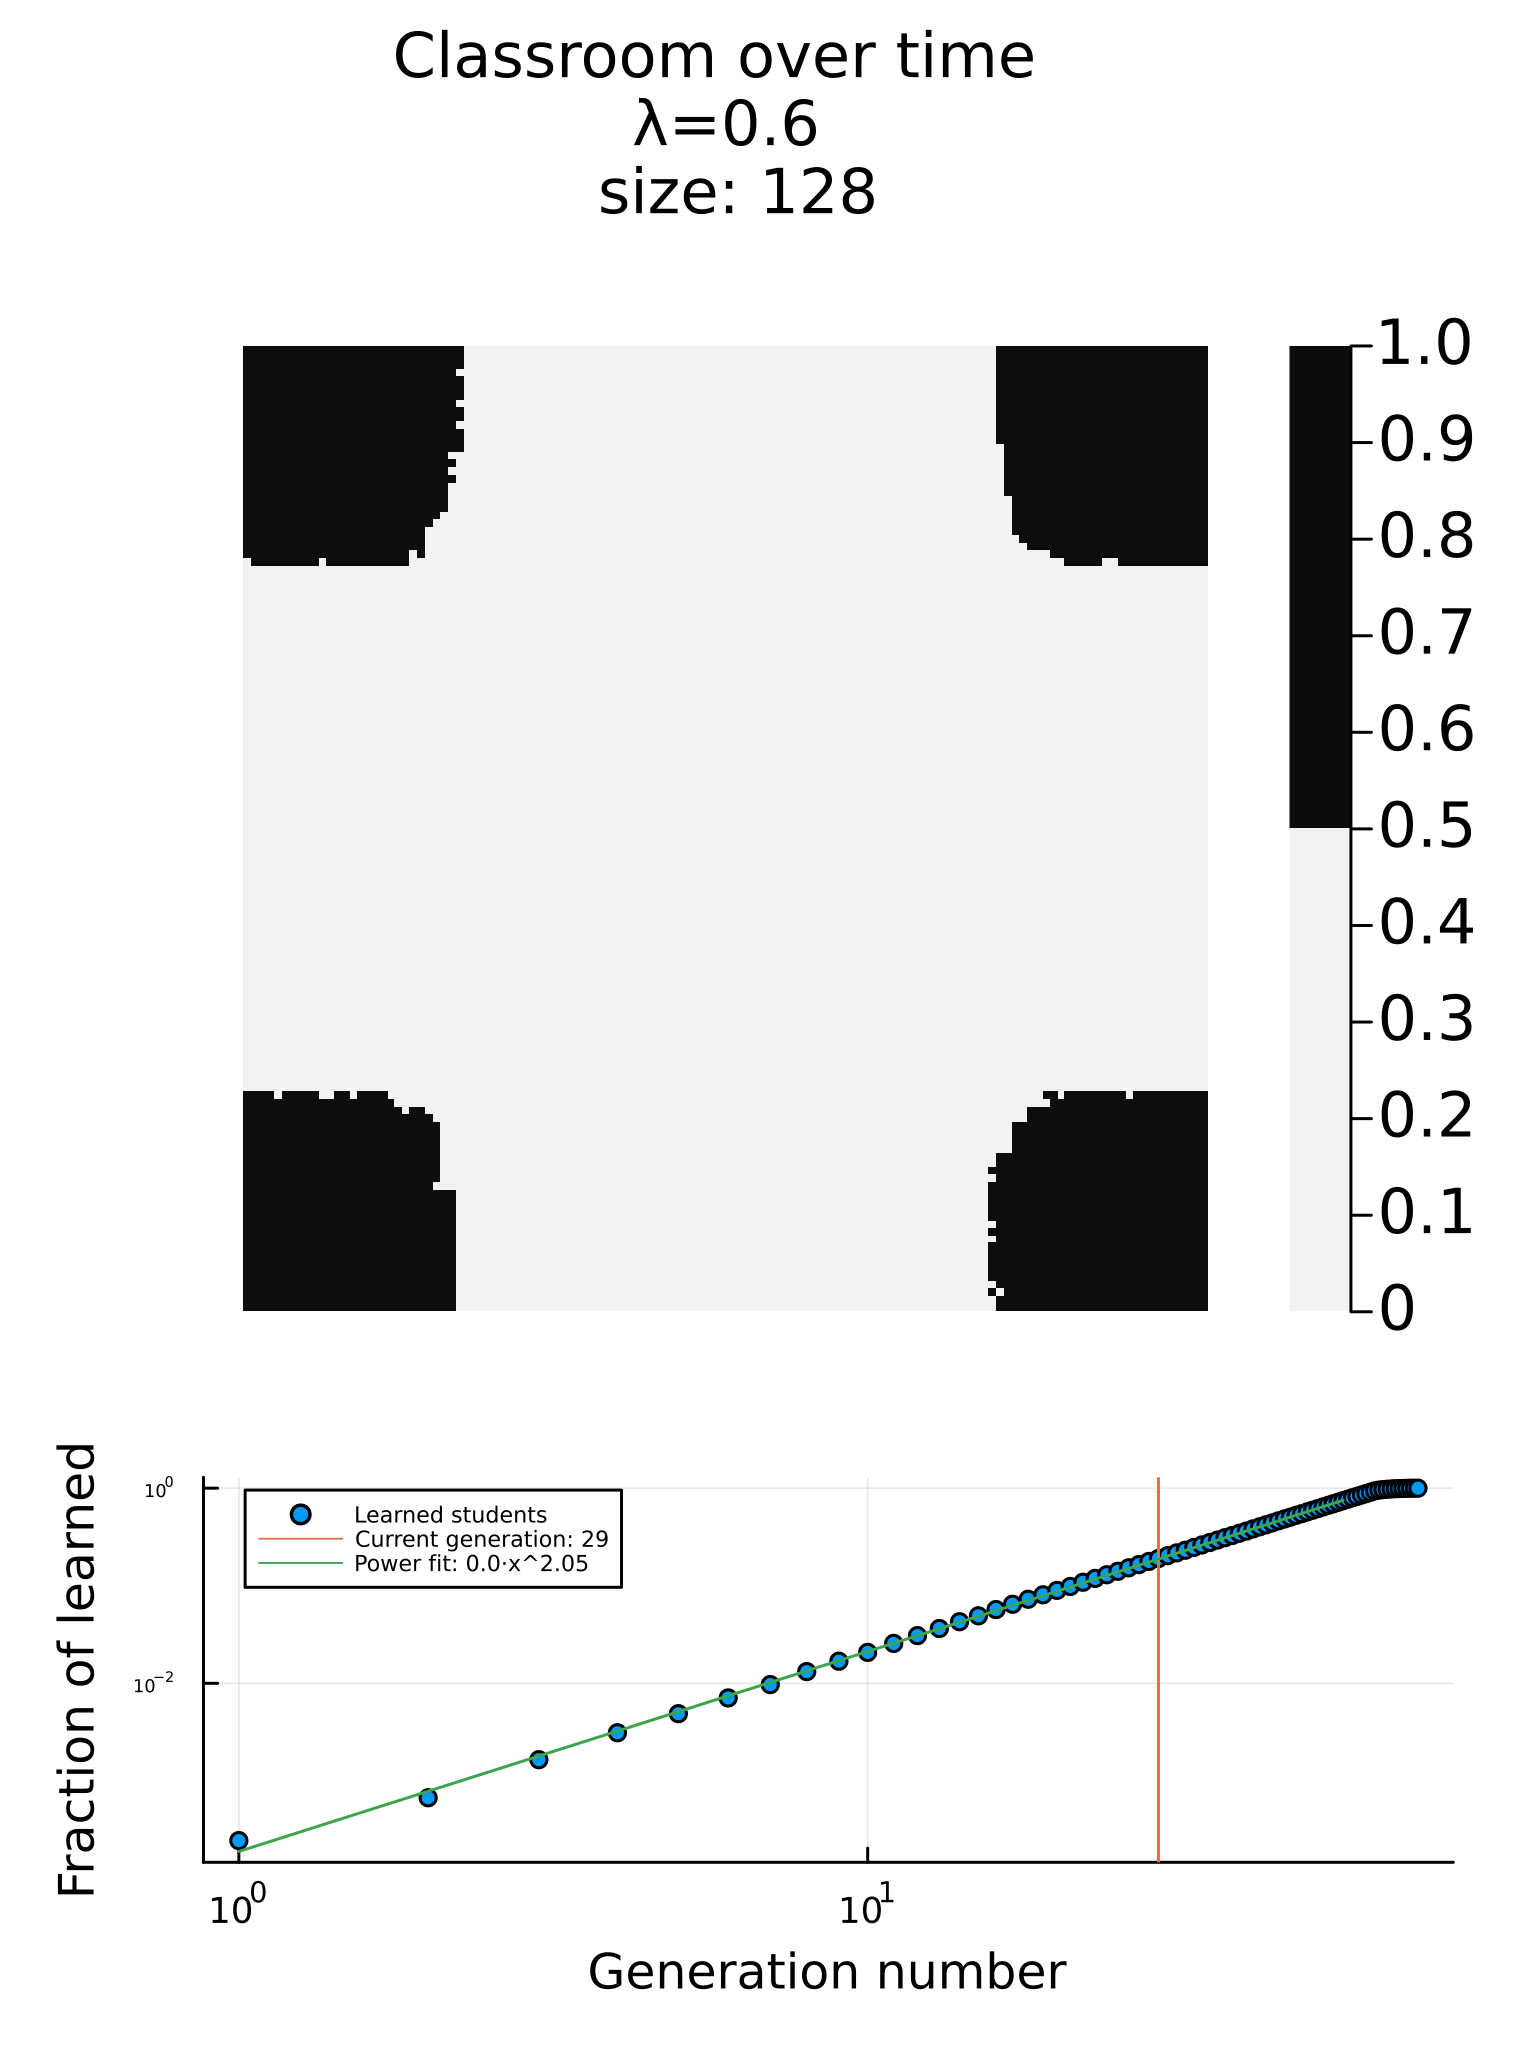 Classroom over time
λ=0.6
size: 128
1.0
0.9
0.8
0.7
0.6
0.5
0.4
0.3
0.2
0.1
0
Fraction of learned
10⁰
10⁻²
Learned students
Current generation: 29
Power fit: 0.0·x^2.05
10⁰
10¹
Generation number